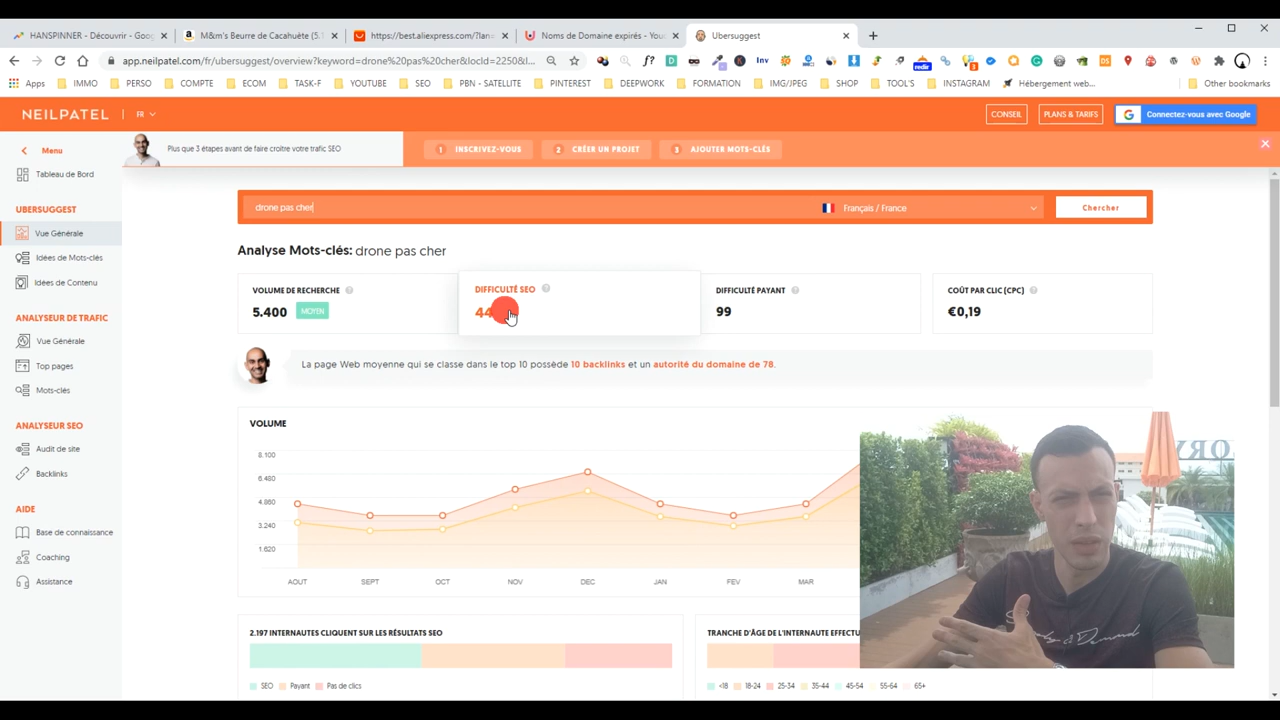 HANSPINNER - Découvrir - Goog
M&m's Beurre de Cacahuète (5.1
https://best.aliexpress.com/?lan=
Noms de Domaine expirés - You
Ubersuggest
app.neilpatel.com/fr/ubersuggest/overview?keyword=drone%20pas%20cher&locId=2250&l...
Apps IMMO PERSO COMPTE ECOM TASK-F YOUTUBE SEO PBN - SATELLITE PINTEREST DEEPWORK FORMATION IMG/JPEG SHOP TOOL'S INSTAGRAM Hébergement web... Other bookmarks
NEILPATEL FR CONSEIL PLANS & TARIFS Connectez-vous avec Google
Plus que 3 étapes avant de faire croître votre trafic SEO
1 INSCRIVEZ-VOUS 2 CRÉER UN PROJET 3 AJOUTER MOTS-CLÉS
Menu
Tableau de Bord
UBERSUGGEST
Vue Générale
Idées de Mots-clés
Idées de Contenu
ANALYSEUR DE TRAFIC
Vue Générale
Top pages
Mots-clés
ANALYSEUR SEO
Audit de site
Backlinks
AIDE
Base de connaissance
Coaching
Assistance
drone pas cher Français / France Chercher
Analyse Mots-clés: drone pas cher
VOLUME DE RECHERCHE
5.400 MOYEN
DIFFICULTÉ SEO
44
DIFFICULTÉ PAYANT
99
COÛT PAR CLIC (CPC)
€0,19
La page Web moyenne qui se classe dans le top 10 possède 10 backlinks et un autorité du domaine de 78.
VOLUME
8.100
6.480
4.860
3.240
1.620
AOUT SEPT OCT NOV DEC JAN FEV MAR
2.197 INTERNAUTES CLIQUENT SUR LES RÉSULTATS SEO
SEO Payant Pas de clics
TRANCHE D'ÂGE DE L'INTERNAUTE EFFECTU
<18 18-24 25-34 35-44 45-54 55-64 65+